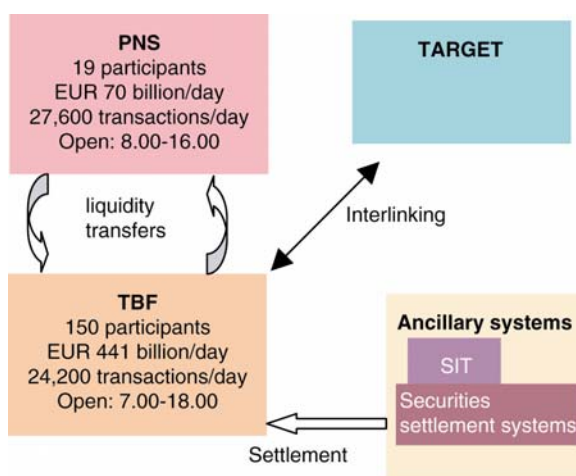 PNS
19 participants
EUR 70 billion/day
27,600 transactions/day
Open: 8.00-16.00
TARGET
liquidity
transfers
Interlinking
TBF
150 participants
EUR 441 billion/day
24,200 transactions/day
Open: 7.00-18.00
Ancillary systems
SIT
Securities
settlement systems
Settlement